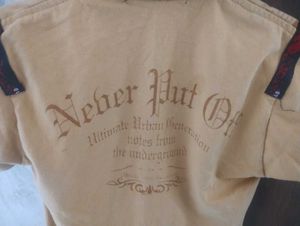 Never Put Off
Ultimate Urban Generation
notes from
the underground